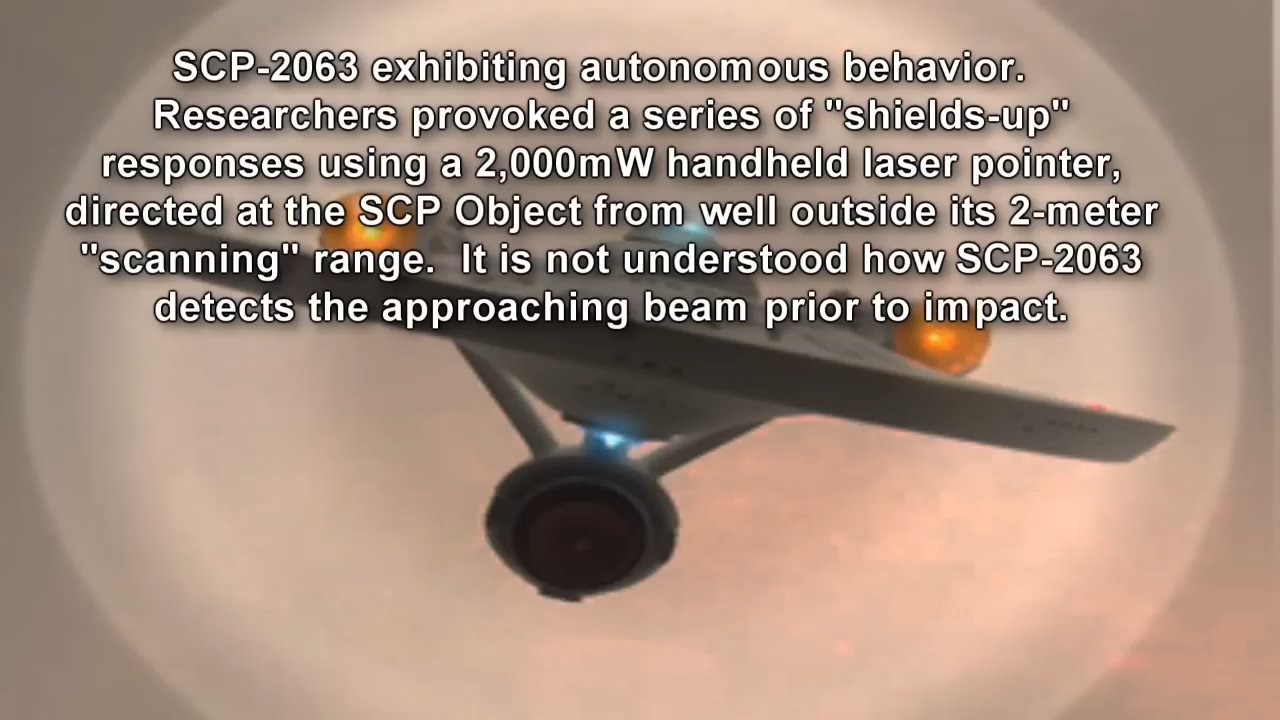 SCP-2063 exhibiting autonomous behavior.
Researchers provoked a series of "shields-up"
responses using a 2,000mW handheld laser pointer,
directed at the SCP Object from well outside its 2-meter
"scanning" range.  It is not understood how SCP-2063
detects the approaching beam prior to impact.